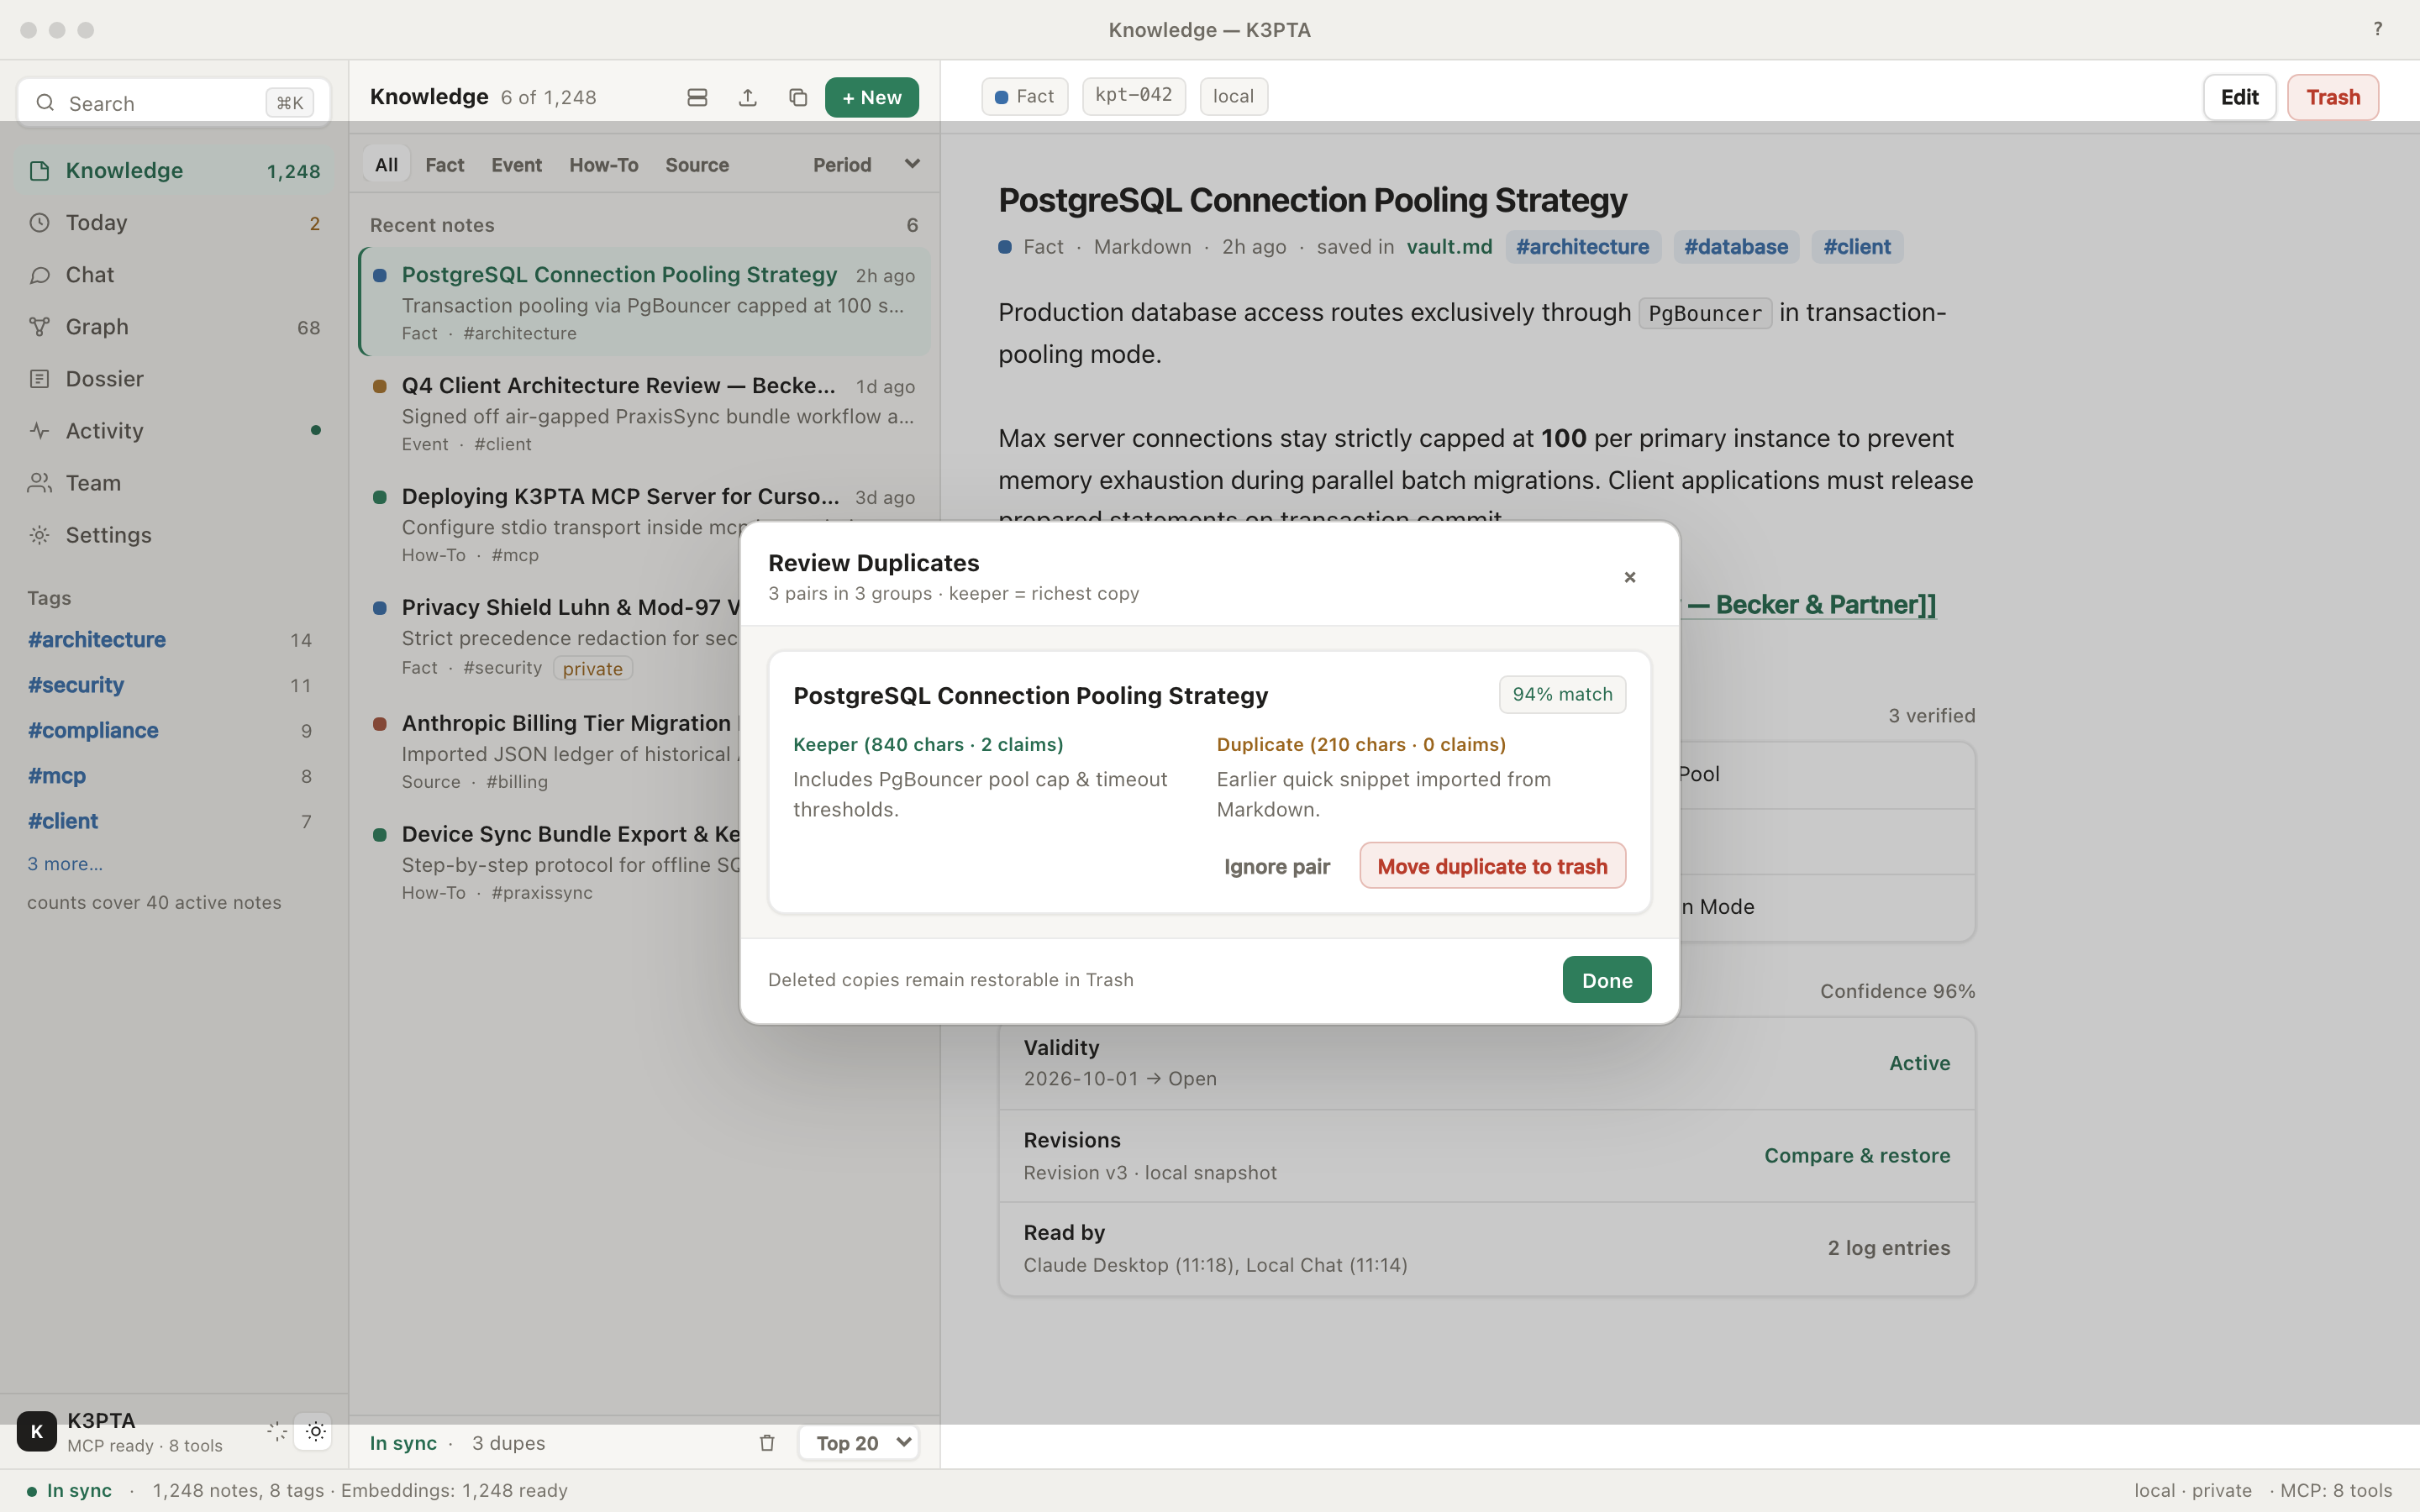 Knowledge — K3PTA
?
Search ⌘K
Knowledge 1,248
Today 2
Chat
Graph 68
Dossier
Activity
Team
Settings
Tags
#architecture 14
#security 11
#compliance 9
#mcp 8
#client 7
3 more...
counts cover 40 active notes
K K3PTA
MCP ready · 8 tools
Knowledge 6 of 1,248 + New
All Fact Event How-To Source Period
Recent notes 6
PostgreSQL Connection Pooling Strategy 2h ago
Transaction pooling via PgBouncer capped at 100 s...
Fact · #architecture
Q4 Client Architecture Review — Becke... 1d ago
Signed off air-gapped PraxisSync bundle workflow a...
Event · #client
Deploying K3PTA MCP Server for Curso... 3d ago
Configure stdio transport inside
How-To · #mcp
Privacy Shield Luhn & Mod-97
Strict precedence redaction for sec
Fact · #security private
Anthropic Billing Tier Migration
Imported JSON ledger of historical
Source · #billing
Device Sync Bundle Export & Ke
Step-by-step protocol for offline SQ
How-To · #praxissync
In sync · 3 dupes Top 20
Fact kpt-042 local Edit Trash
PostgreSQL Connection Pooling Strategy
Fact · Markdown · 2h ago · saved in vault.md #architecture #database #client
Production database access routes exclusively through PgBouncer in transaction-
pooling mode.
Max server connections stay strictly capped at 100 per primary instance to prevent
memory exhaustion during parallel batch migrations. Client applications must release
prepared statements on transaction commit
— Becker & Partner]]
3 verified
Pool
n Mode
Confidence 96%
Validity
2026-10-01 → Open
Active
Revisions
Revision v3 · local snapshot
Compare & restore
Read by
Claude Desktop (11:18), Local Chat (11:14)
2 log entries
Review Duplicates
3 pairs in 3 groups · keeper = richest copy
×
PostgreSQL Connection Pooling Strategy 94% match
Keeper (840 chars · 2 claims)
Includes PgBouncer pool cap & timeout
thresholds.
Duplicate (210 chars · 0 claims)
Earlier quick snippet imported from
Markdown.
Ignore pair Move duplicate to trash
Deleted copies remain restorable in Trash Done
In sync · 1,248 notes, 8 tags · Embeddings: 1,248 ready
local · private · MCP: 8 tools